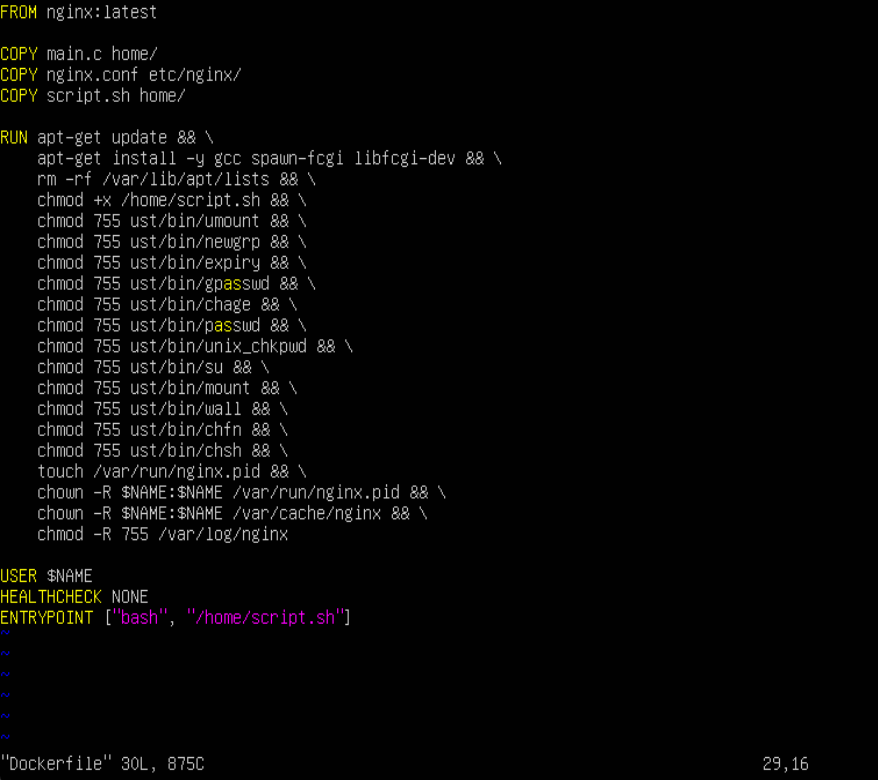 FROM nginx:latest
COPY main.c home/
COPY nginx.conf etc/nginx/
COPY script.sh home/
RUN apt-get update && \
apt-get install -y gcc spawn-fcgi libfcgi-dev && \
rm -rf /var/lib/apt/lists && \
chmod +x /home/script.sh && \
chmod 755 ust/bin/umount && \
chmod 755 ust/bin/newgrp && \
chmod 755 ust/bin/expiry && \
chmod 755 ust/bin/gpasswd && \
chmod 755 ust/bin/chage && \
chmod 755 ust/bin/passwd && \
chmod 755 ust/bin/unix_chkpwd && \
chmod 755 ust/bin/su && \
chmod 755 ust/bin/mount && \
chmod 755 ust/bin/wall && \
chmod 755 ust/bin/chfn && \
chmod 755 ust/bin/chsh && \
touch /var/run/nginx.pid && \
chown -R $NAME:$NAME /var/run/nginx.pid && \
chown -R $NAME:$NAME /var/cache/nginx && \
chmod -R 755 /var/log/nginx
USER $NAME
HEALTHCHECK NONE
ENTRYPOINT ["bash", "/home/script.sh"]
~
~
~
~
~
~
"Dockerfile" 30L, 875C 29,16